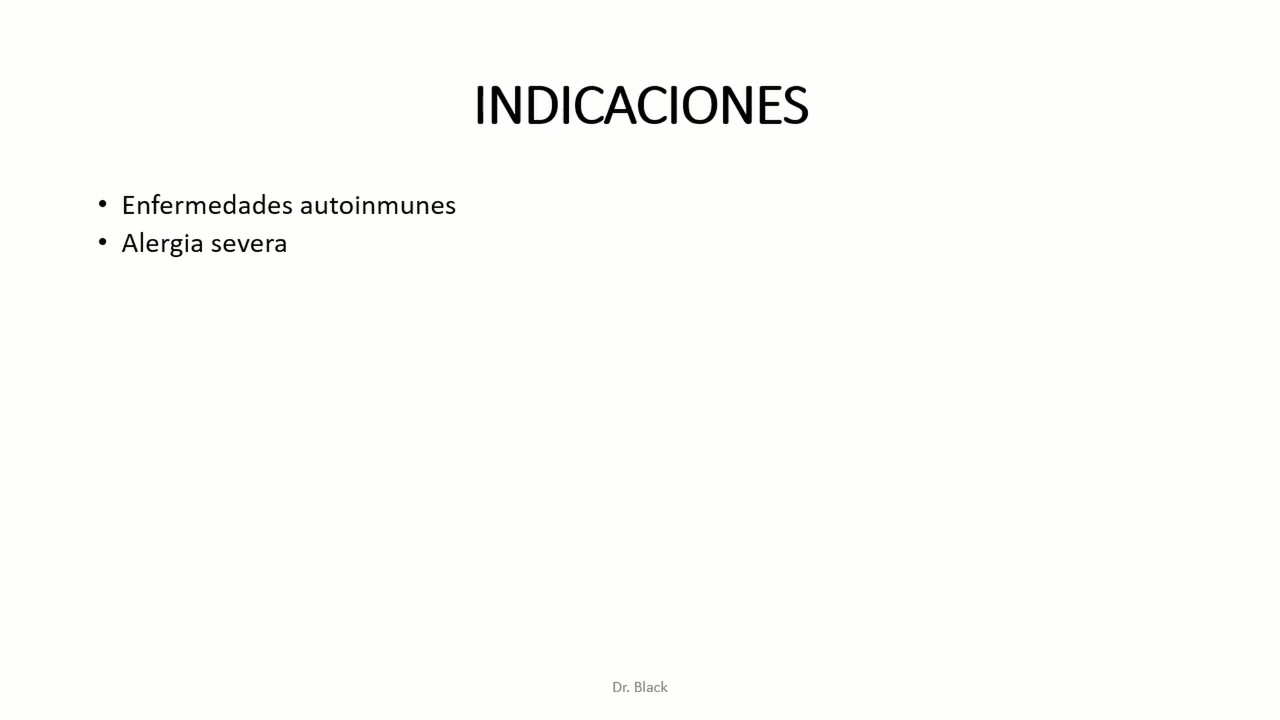 INDICACIONES
• Enfermedades autoinmunes
• Alergia severa
Dr. Black